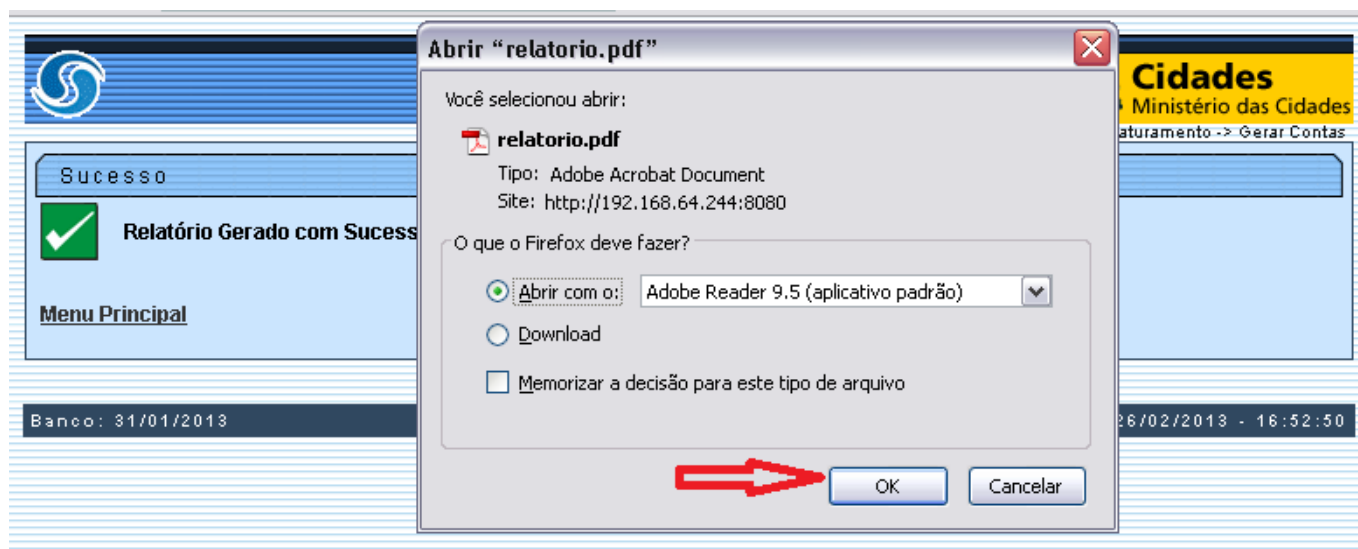 Abrir “relatorio.pdf”
Você selecionou abrir:
relatorio.pdf
Tipo: Adobe Acrobat Document
Site: http://192.168.64.244:8080
O que o Firefox deve fazer?
Abrir com o: Adobe Reader 9.5 (aplicativo padrão)
Download
Memorizar a decisão para este tipo de arquivo
OK Cancelar
Cidades
Ministério das Cidades
aturamento -> Gerar Contas
Sucesso
Relatório Gerado com Sucess
Menu Principal
Banco: 31/01/2013
26/02/2013 - 16:52:50